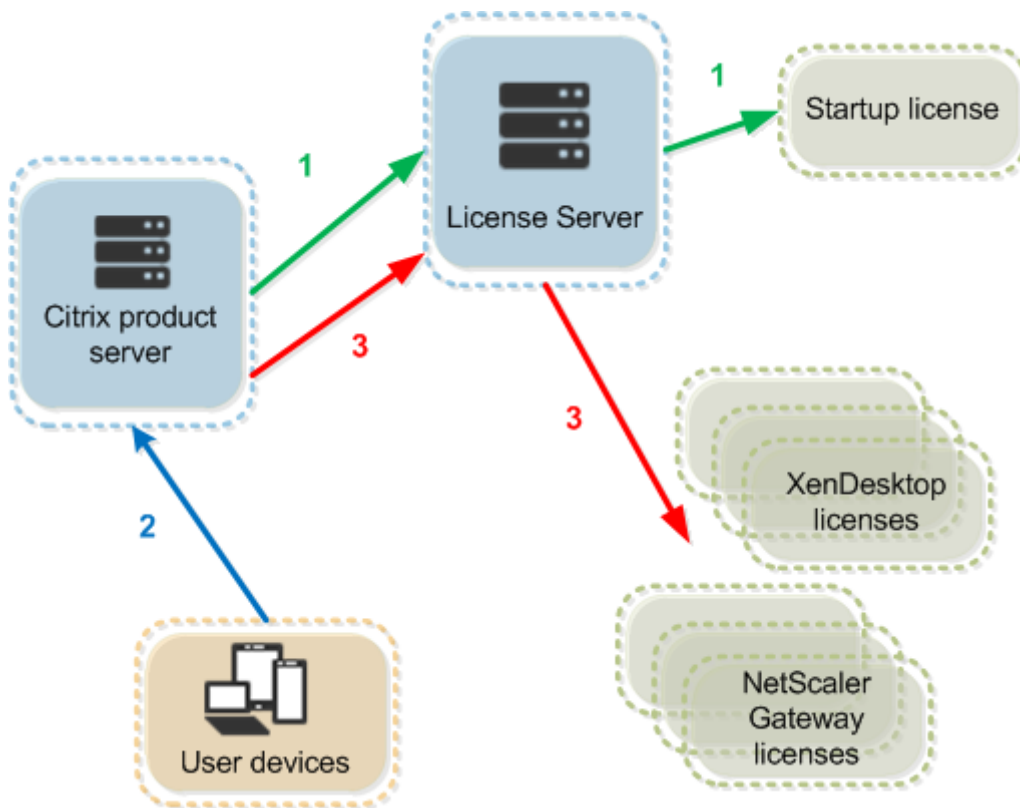 1
Startup license
1
License Server
Citrix product
server
3
3
XenDesktop
licenses
2
NetScaler
Gateway
licenses
User devices